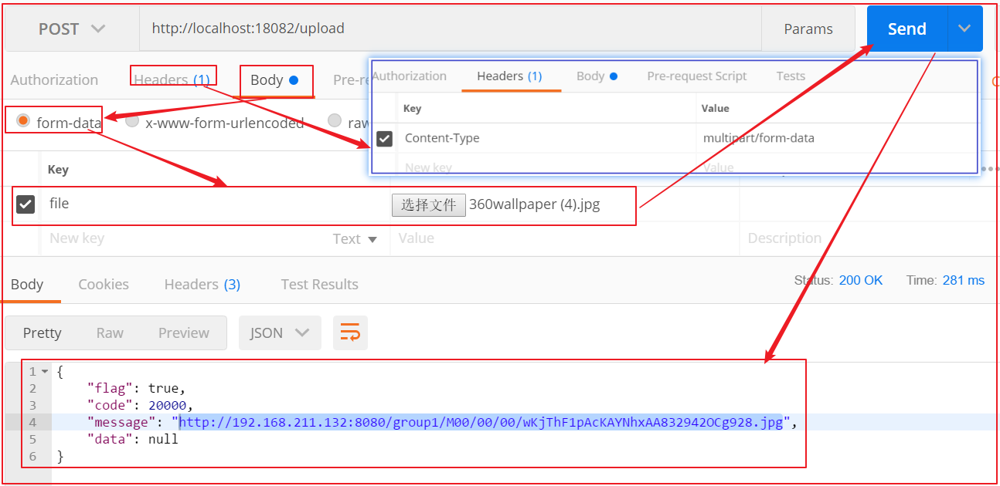 POST http://localhost:18082/upload Params Send
Authorization Headers (1) Body Pre-re
Authorization Headers (1) Body Pre-request Script Tests
Key Value
Content-Type multipart/form-data
New key Value
form-data x-www-form-urlencoded raw
Key
file 选择文件 360wallpaper (4).jpg
New key Text Value Description
Body Cookies Headers (3) Test Results Status: 200 OK Time: 281 ms
Pretty Raw Preview JSON
1 {
2 "flag": true,
3 "code": 20000,
4 "message": "http://192.168.211.132:8080/group1/M00/00/00/wKjThF1pAcKAYNhxAA832942OCg928.jpg",
5 "data": null
6 }